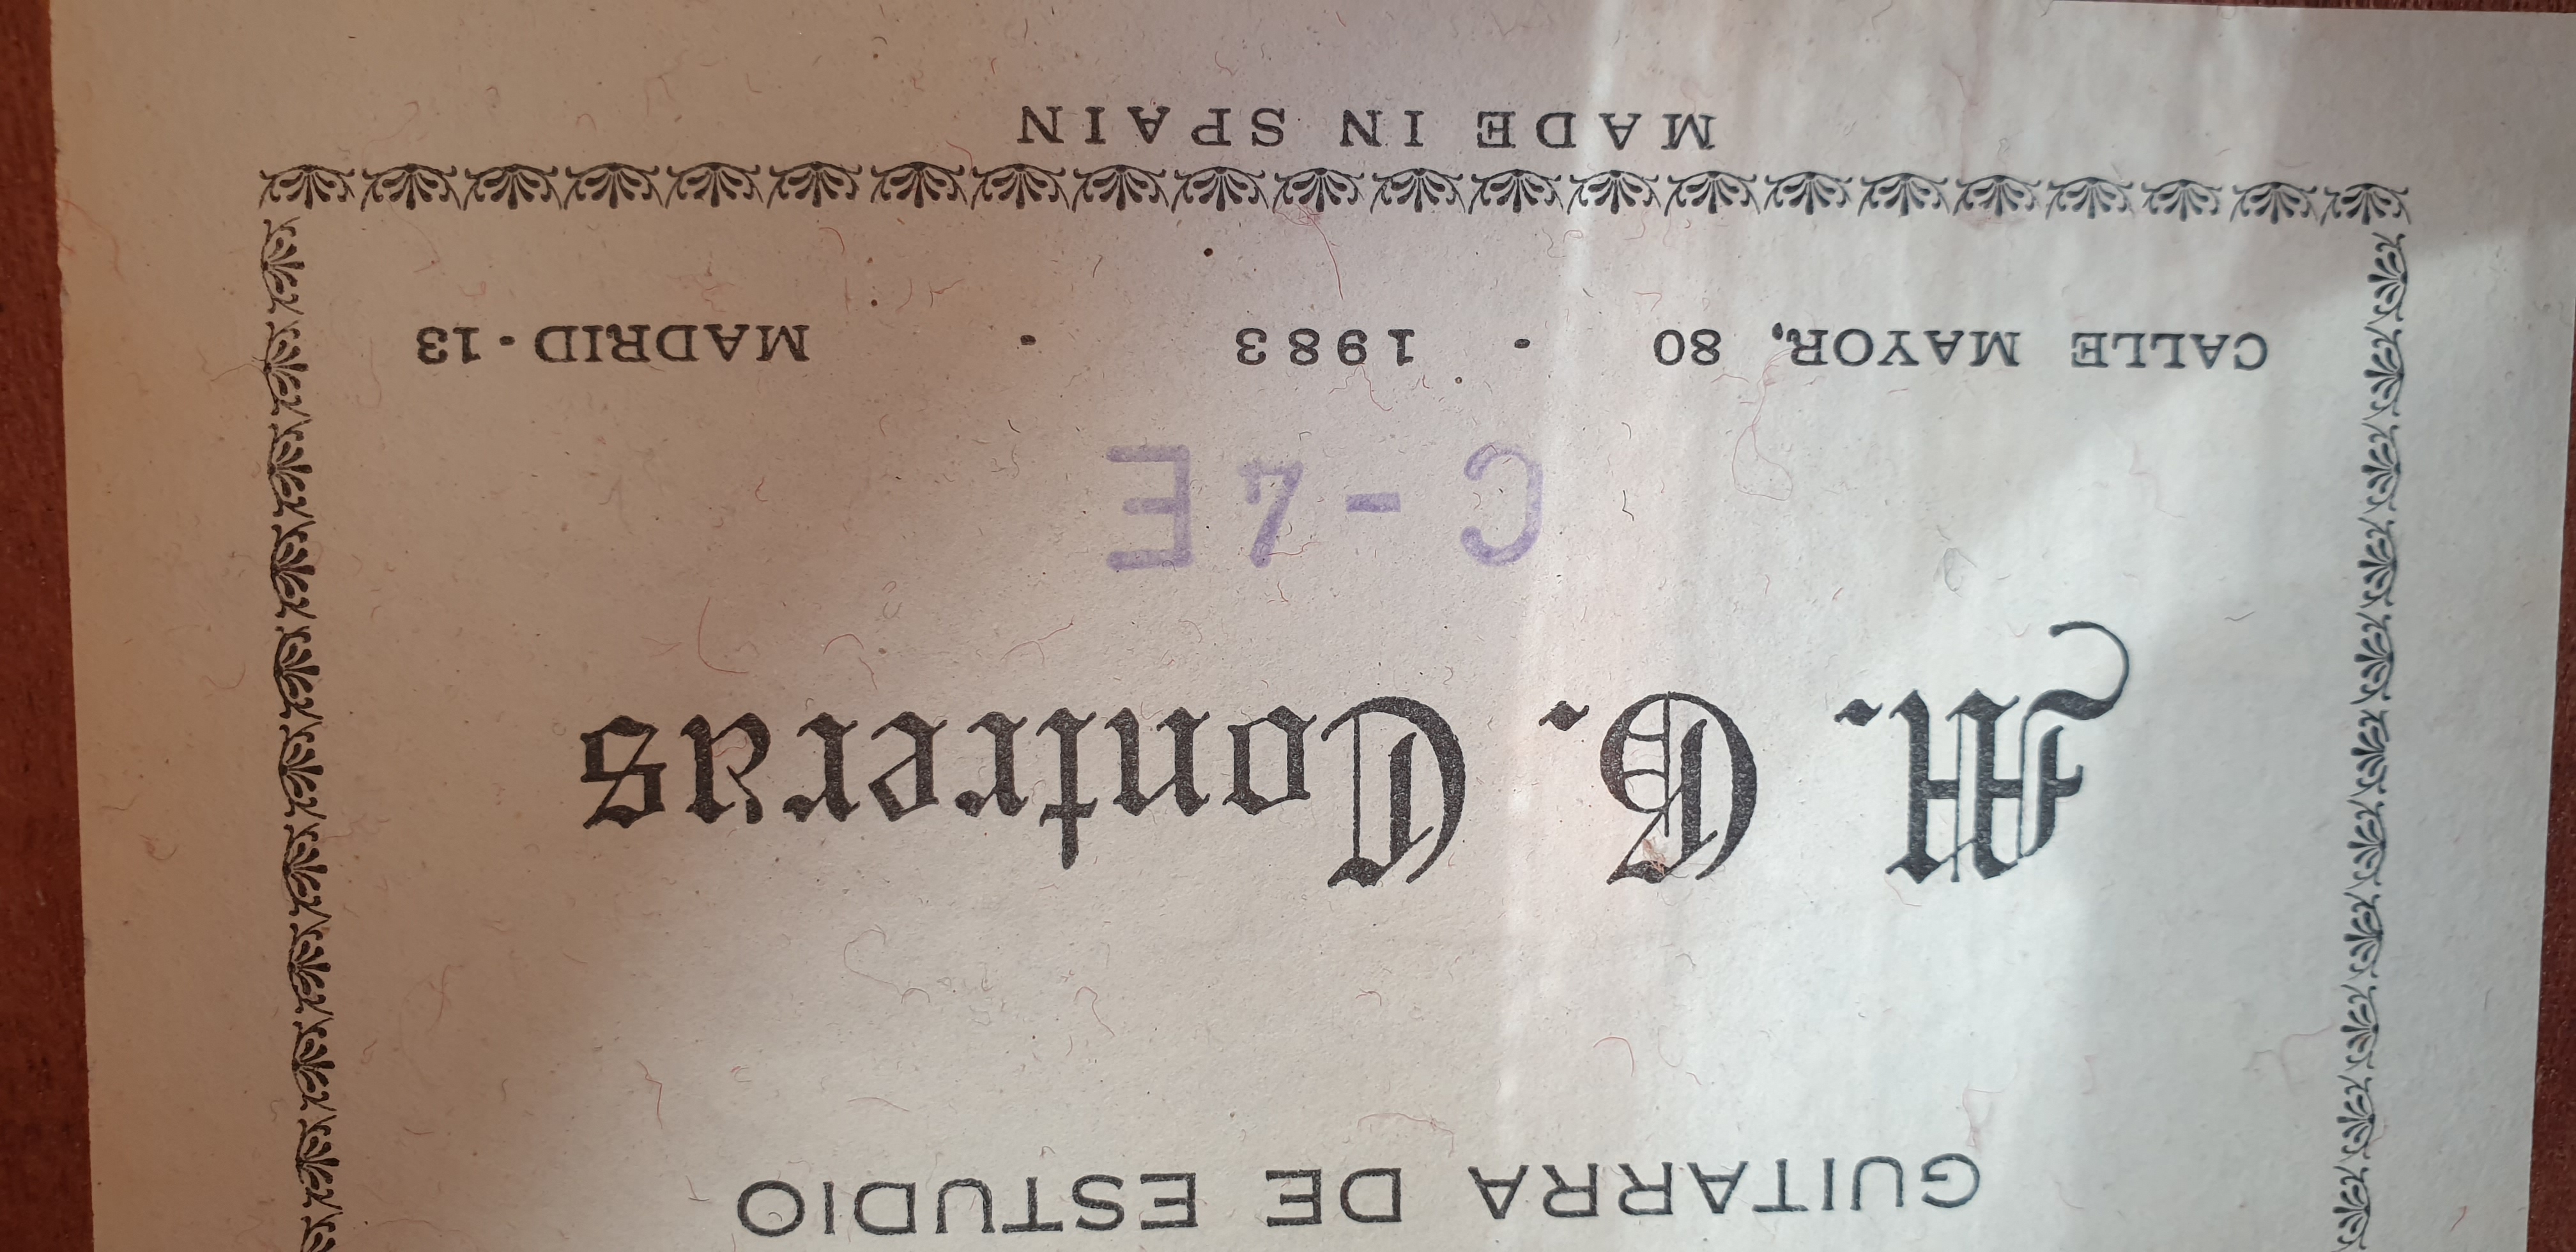 GUITARRA DE ESTUDIO
M. G. Contreras
C-4E
CALLE MAYOR, 80 · 1983 · MADRID-13
MADE IN SPAIN